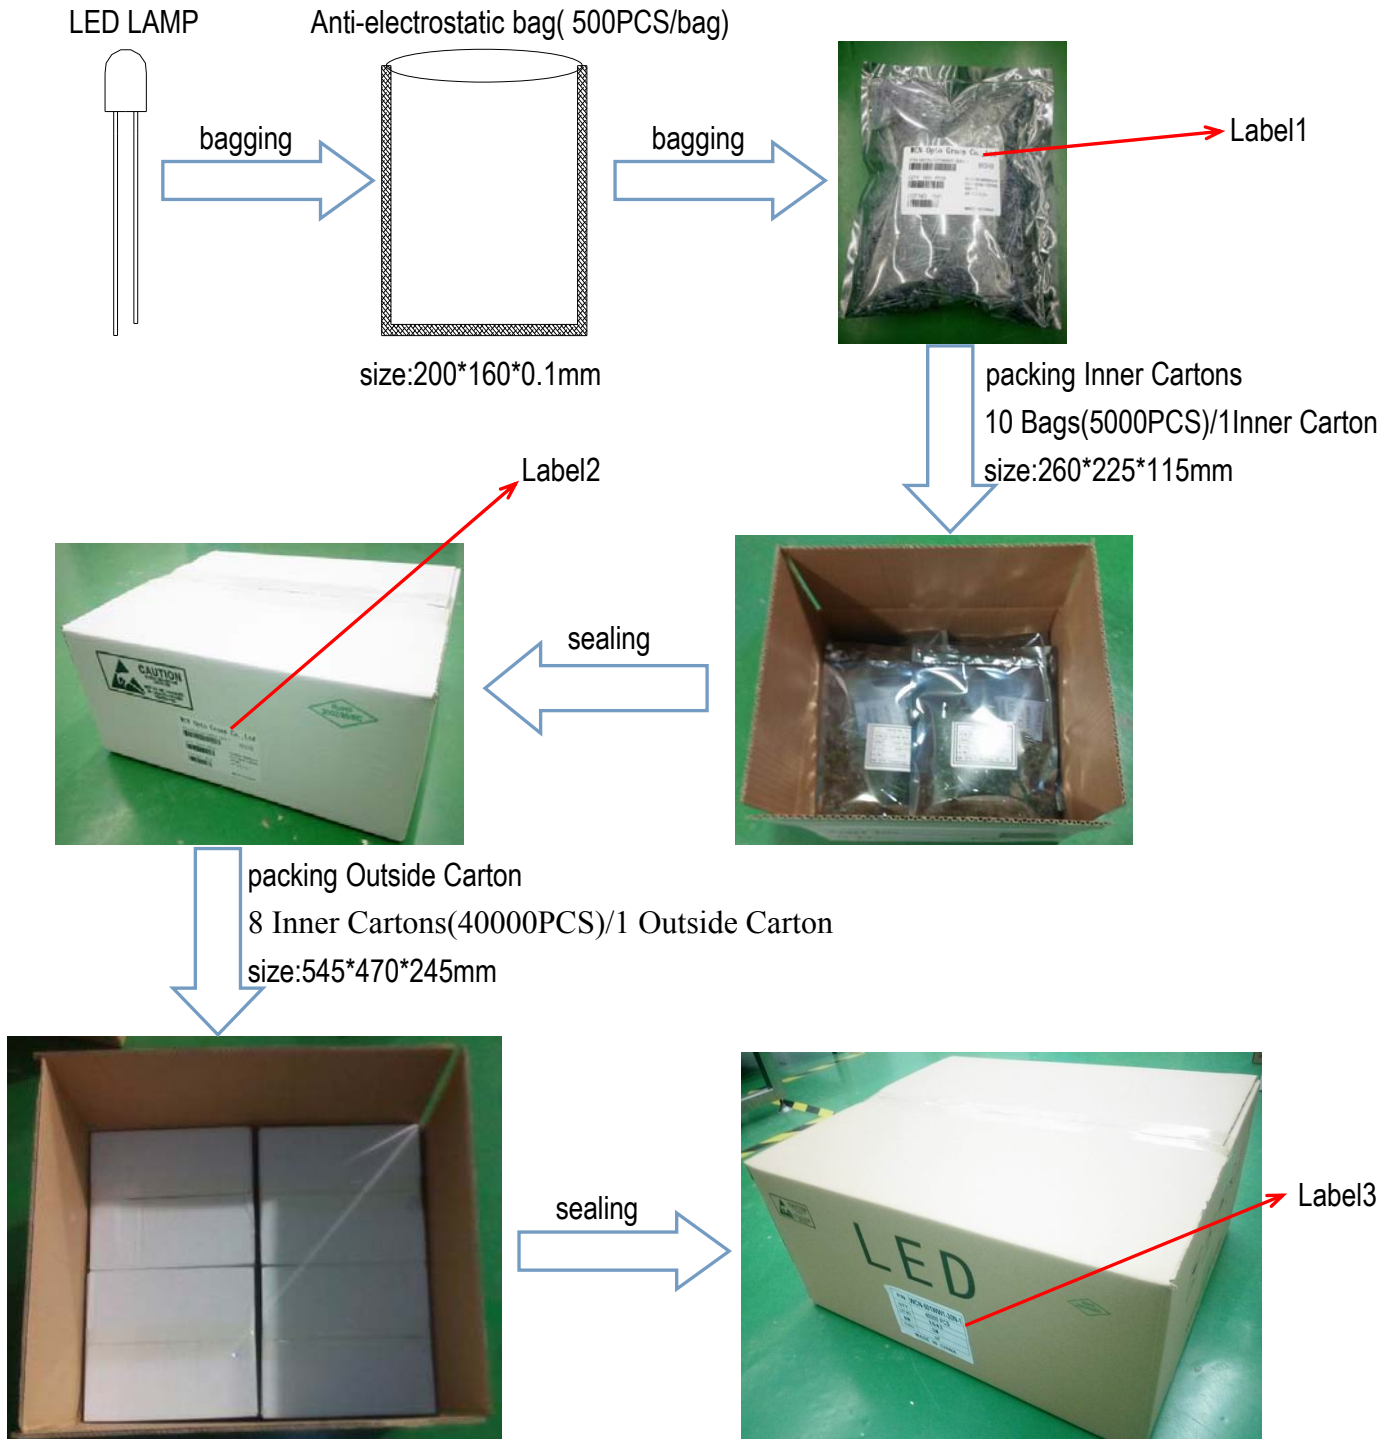 LED LAMP
Anti-electrostatic bag( 500PCS/bag)
bagging
bagging
Label1
size:200*160*0.1mm
packing Inner Cartons
10 Bags(5000PCS)/1Inner Carton
size:260*225*115mm
Label2
sealing
CAUTION
packing Outside Carton
8 Inner Cartons(40000PCS)/1 Outside Carton
size:545*470*245mm
sealing
Label3
LED